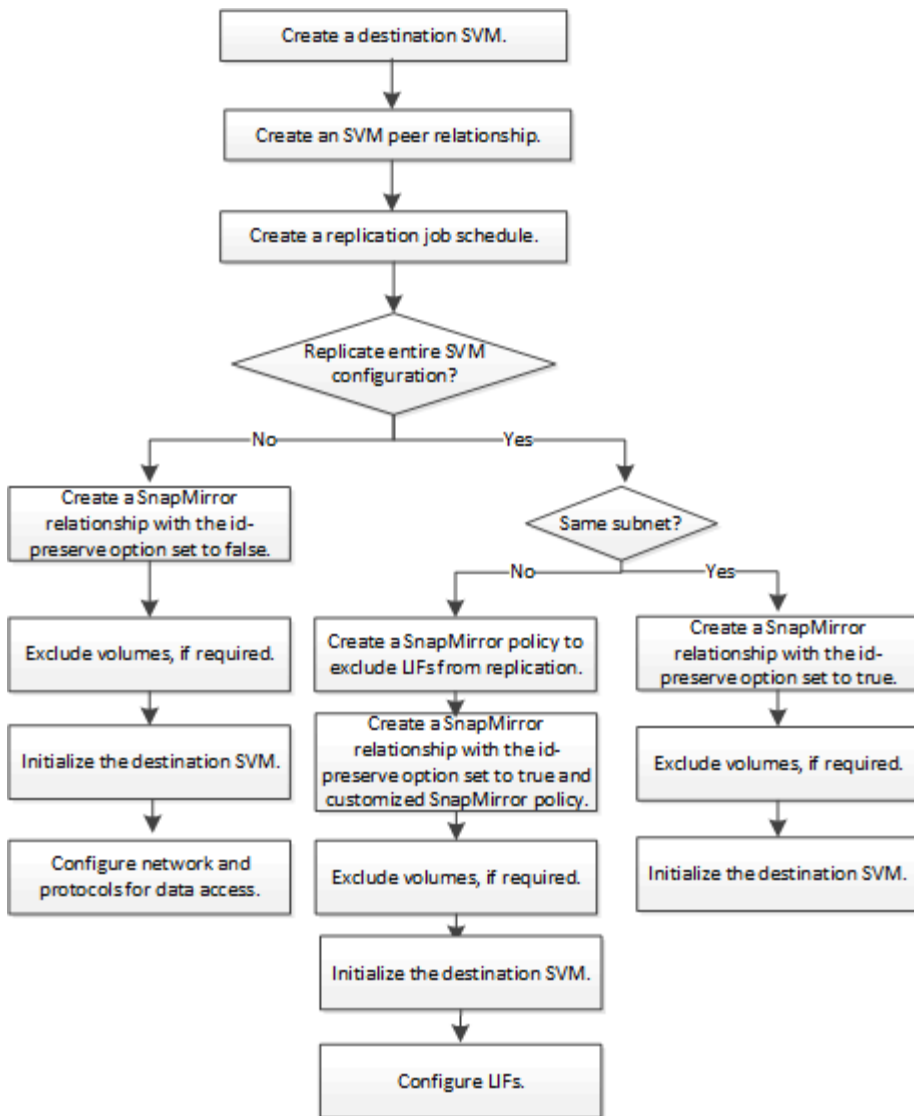 Create a destination SVM.
Create an SVM peer relationship.
Create a replication job schedule.
Replicate entire SVM
configuration?
No
Yes
Create a SnapMirror
relationship with the id-
preserve option set to false.
Exclude volumes, if required.
Initialize the destination SVM.
Configure network and
protocols for data access.
Same subnet?
No
Yes
Create a SnapMirror policy to
exclude LIFs from replication.
Create a SnapMirror
relationship with the id-
preserve option set to true and
customized SnapMirror policy.
Exclude volumes, if required.
Initialize the destination SVM.
Configure LIFs.
Create a SnapMirror
relationship with the id-
preserve option set to true.
Exclude volumes, if required.
Initialize the destination SVM.